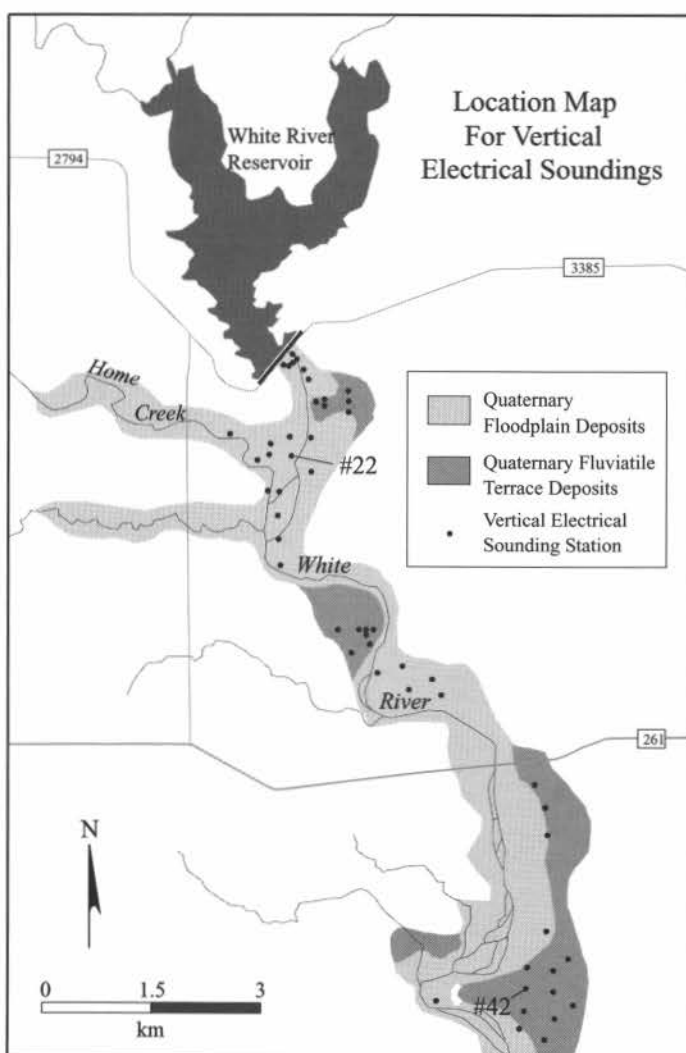 Location Map
For Vertical
Electrical Soundings
White River
Reservoir
2794
3385
Home
Creek
Quaternary
Floodplain Deposits
Quaternary Fluviatile
Terrace Deposits
Vertical Electrical
Sounding Station
#22
White
River
261
N
#42
0 1.5 3
km